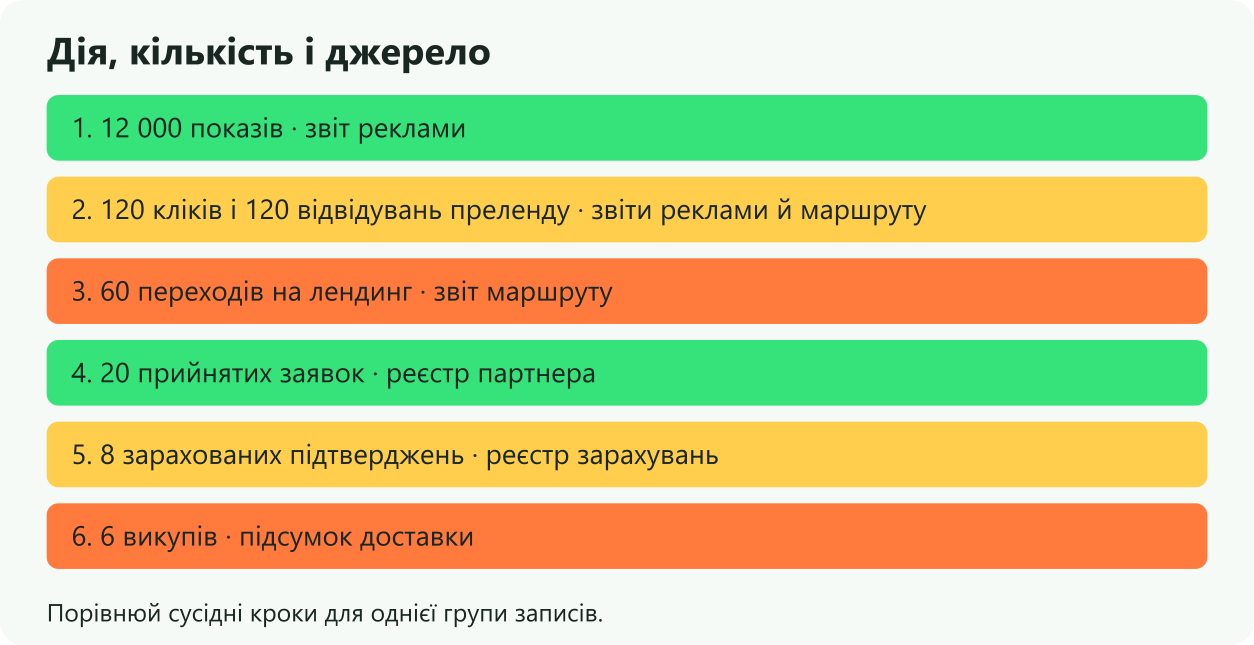 Дія, кількість і джерело
1. 12 000 показів · звіт реклами
2. 120 кліків і 120 відвідувань преленду · звіти реклами й маршруту
3. 60 переходів на лендинг · звіт маршруту
4. 20 прийнятих заявок · реєстр партнера
5. 8 зарахованих підтверджень · реєстр зарахувань
6. 6 викупів · підсумок доставки
Порівнюй сусідні кроки для однієї групи записів.